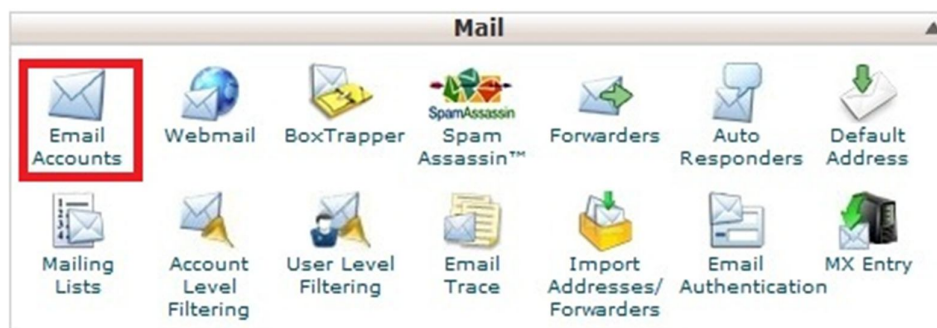 Mail
Email
Accounts
Webmail
BoxTrapper
SpamAssassin
Spam
Assassin™
Forwarders
Auto
Responders
Default
Address
Mailing
Lists
Account
Level
Filtering
User Level
Filtering
Email
Trace
Import
Addresses/
Forwarders
Email
Authentication
MX Entry